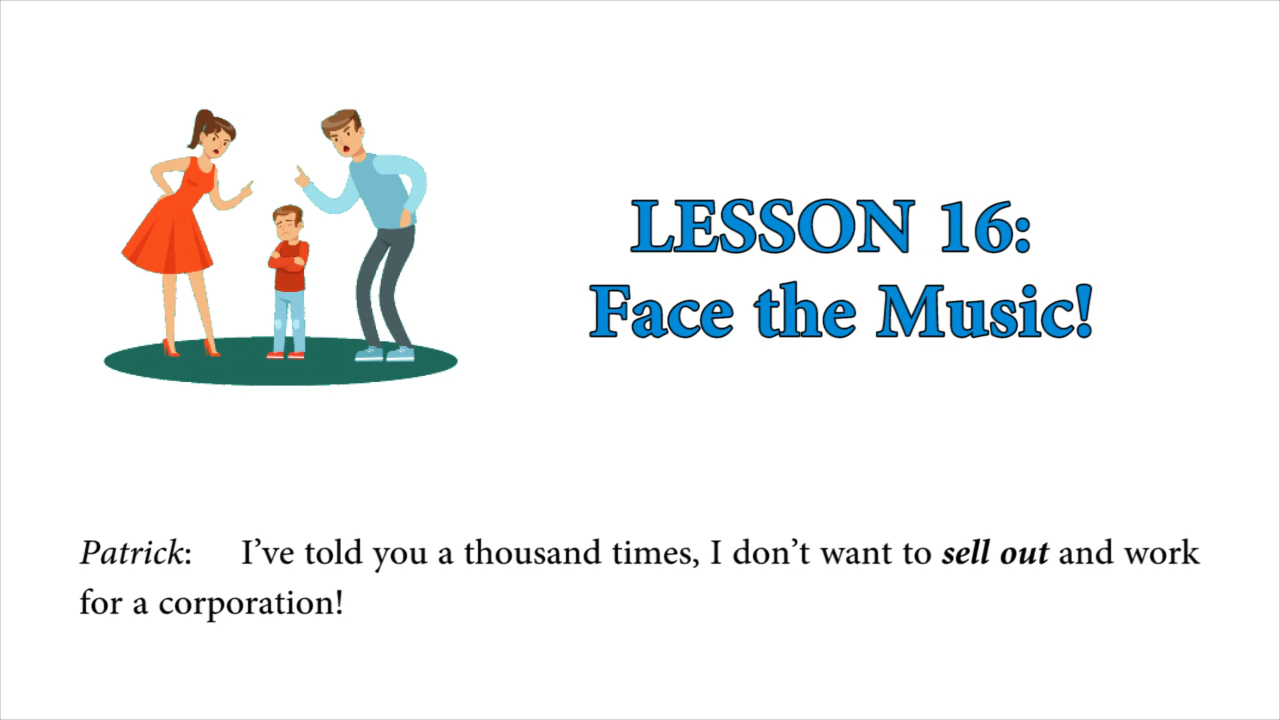 LESSON 16:
Face the Music!
Patrick: I’ve told you a thousand times, I don’t want to sell out and work
for a corporation!